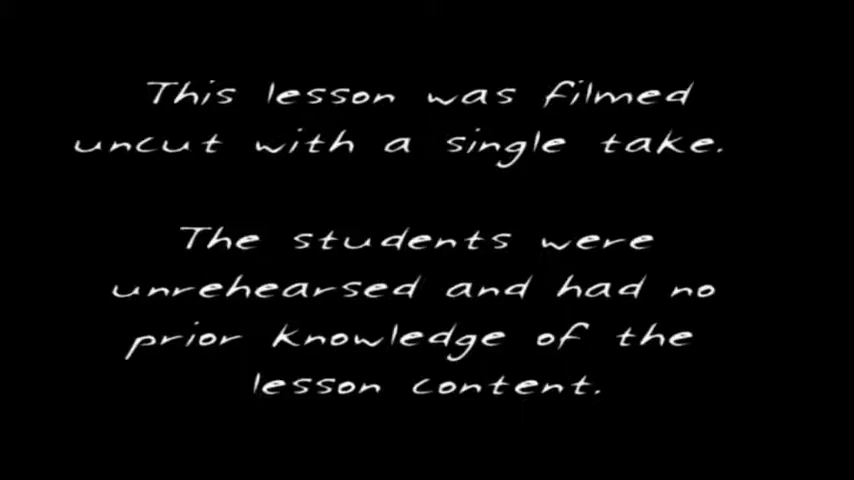 This lesson was filmed
uncut with a single take.
The students were
unrehearsed and had no
prior knowledge of the
lesson content.